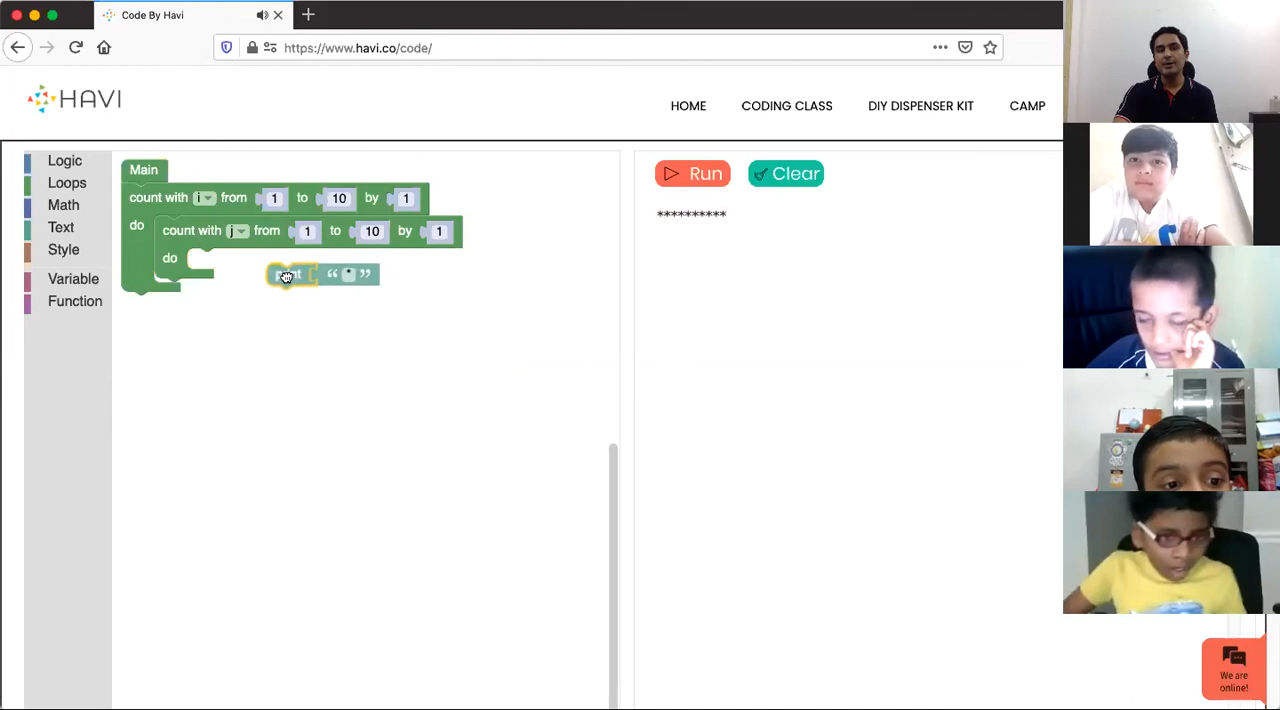 Code By Havi
https://www.havi.co/code/
HAVI
HOME CODING CLASS DIY DISPENSER KIT CAMP
Logic
Loops
Math
Text
Style
Variable
Function
Main
count with i from 1 to 10 by 1
do
count with j from 1 to 10 by 1
do
print “ * ”
Run Clear
**********
We are
online!